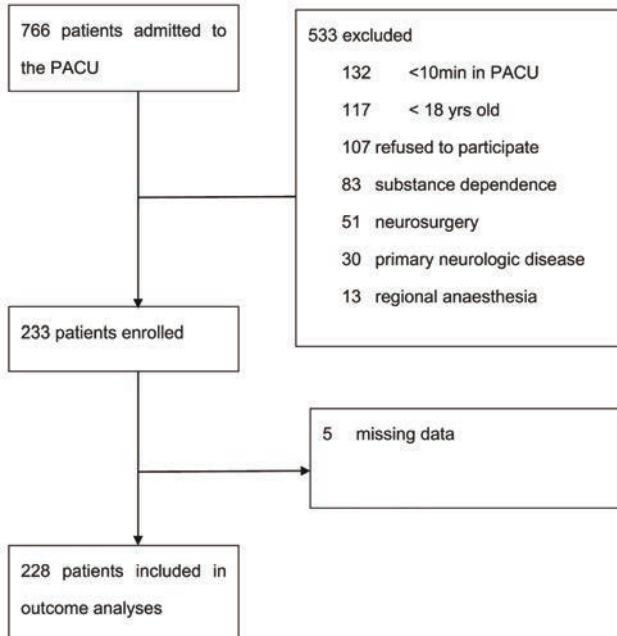 766 patients admitted to
the PACU
533 excluded
132 <10min in PACU
117 < 18 yrs old
107 refused to participate
83 substance dependence
51 neurosurgery
30 primary neurologic disease
13 regional anaesthesia
233 patients enrolled
5 missing data
228 patients included in
outcome analyses